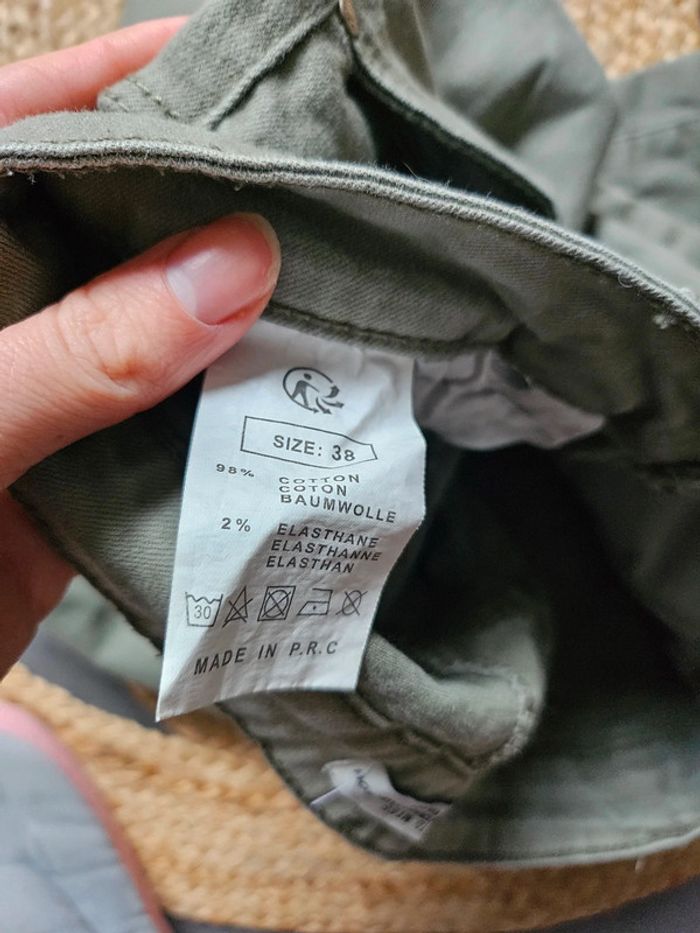 SIZE: 38
98% COTTON
COTON
BAUMWOLLE
2% ELASTHANE
ELASTHANNE
ELASTHAN
30
MADE IN P.R.C